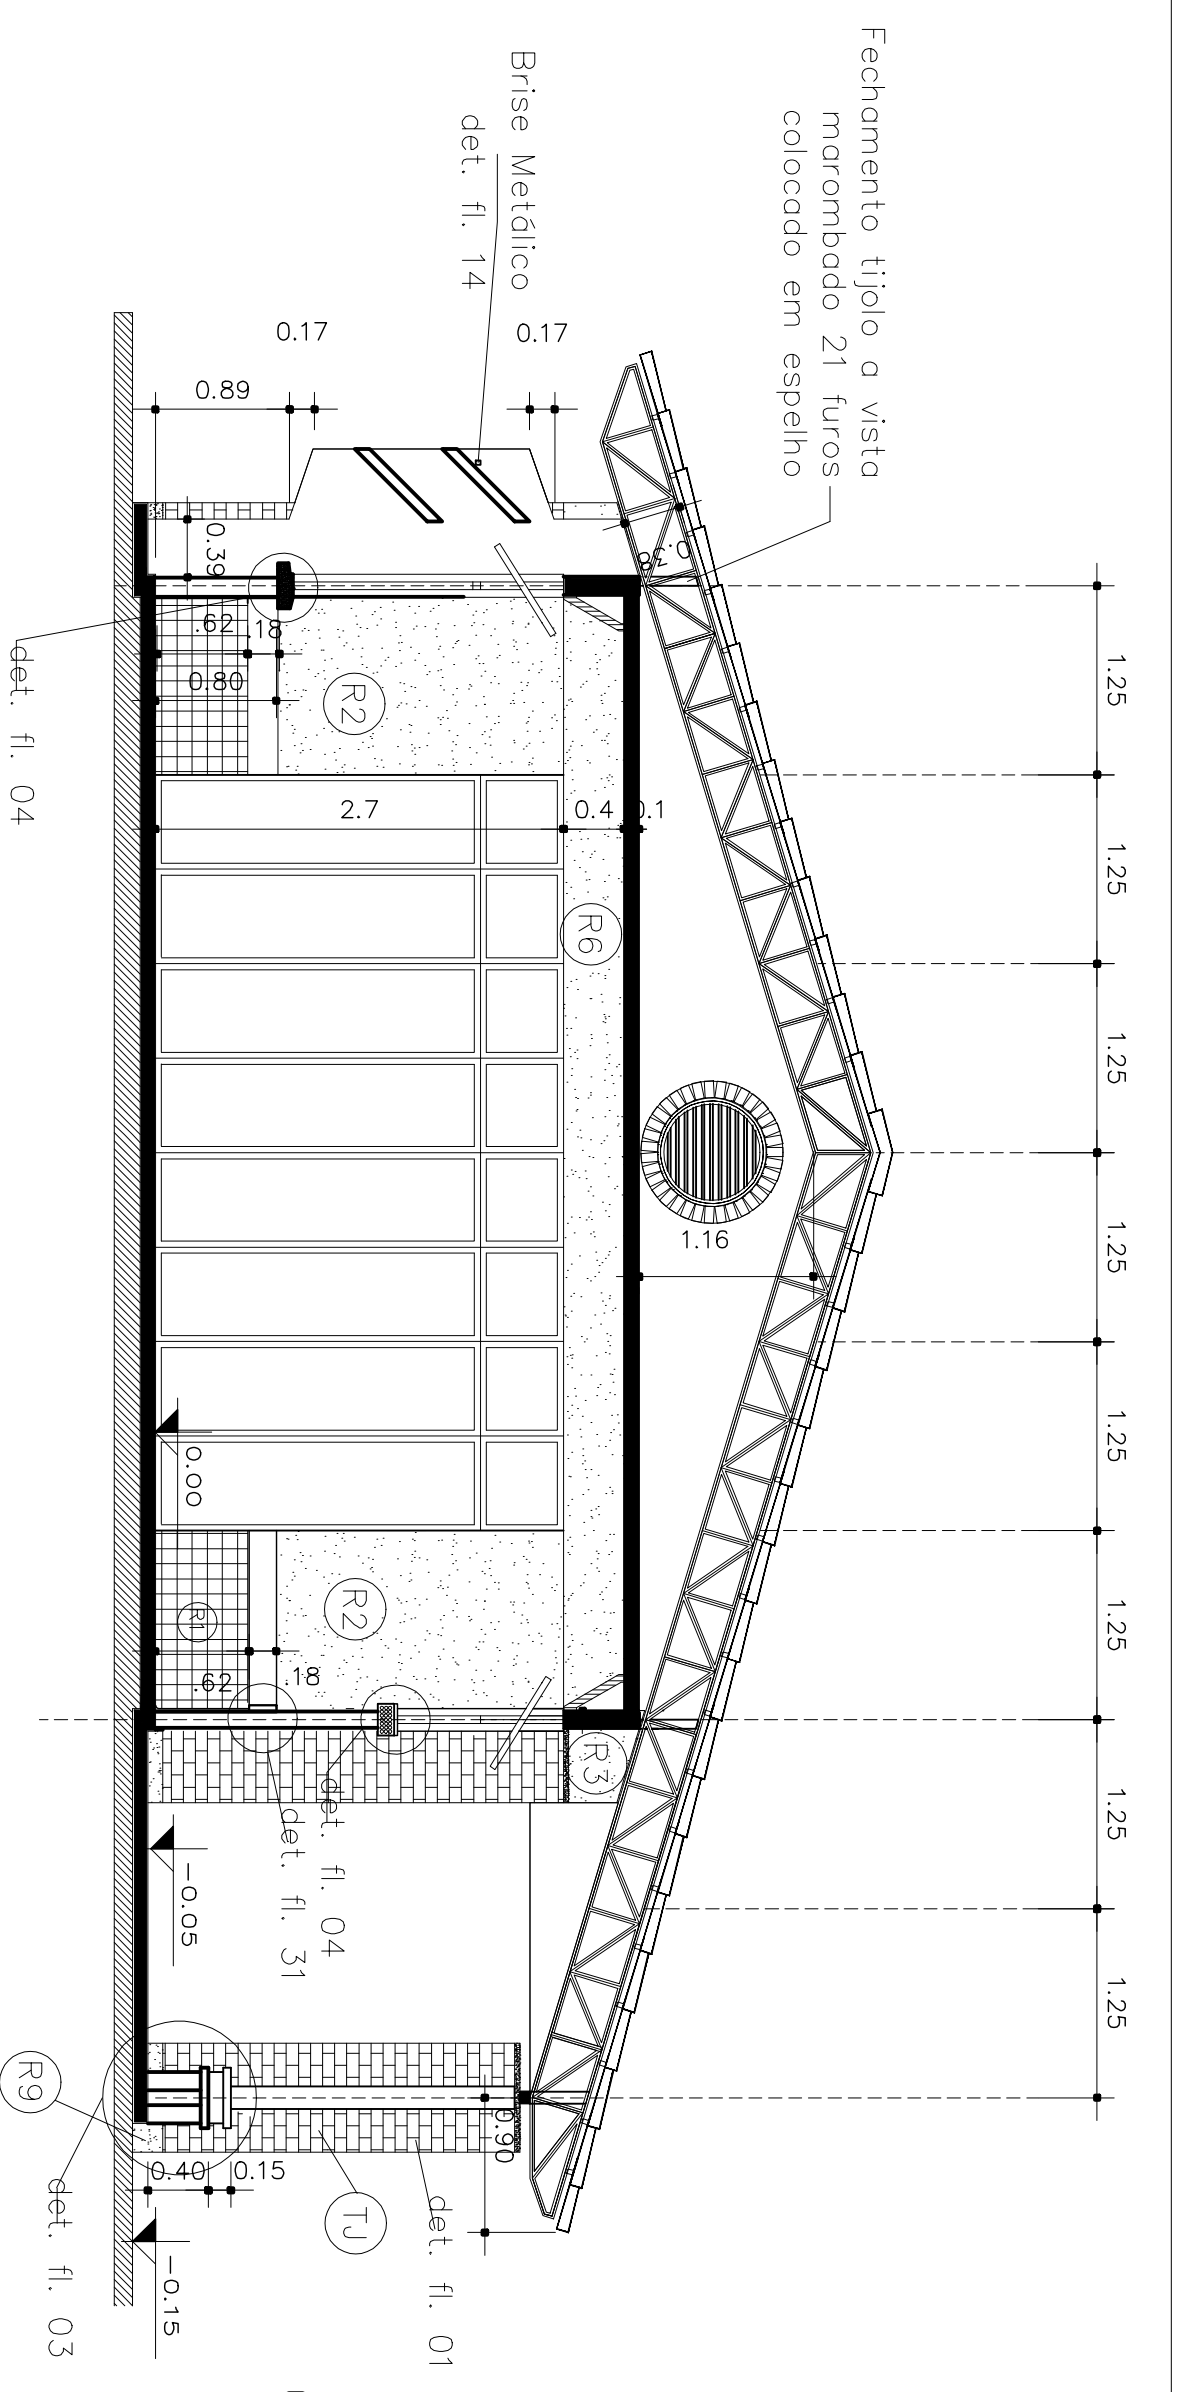 Fechamento tijolo a vista
marombado 21 furos
colocado em espelho
Brise Metálico
det. fl. 14
1.25
1.25
1.25
1.25
1.25
1.25
1.25
1.25
0.17
0.17
0.89
0.39
0.38
.62
.18
0.80
R2
2.7
0.4
0.1
R6
1.16
0.00
R2
R1
.62
.18
R3
det. fl. 04
det. fl. 04
det. fl. 31
-0.05
0.90
0.40
0.15
R9
TJ
det. fl. 01
det. fl. 03
-0.15